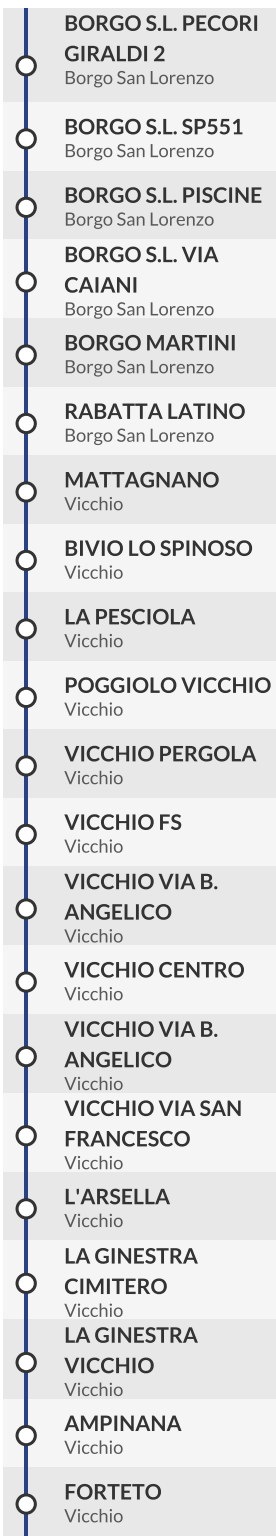 BORGO S.L. PECORI
GIRALDI 2
Borgo San Lorenzo
BORGO S.L. SP551
Borgo San Lorenzo
BORGO S.L. PISCINE
Borgo San Lorenzo
BORGO S.L. VIA
CAIANI
Borgo San Lorenzo
BORGO MARTINI
Borgo San Lorenzo
RABATTA LATINO
Borgo San Lorenzo
MATTAGNANO
Vicchio
BIVIO LO SPINOSO
Vicchio
LA PESCIOLA
Vicchio
POGGIOLO VICCHIO
Vicchio
VICCHIO PERGOLA
Vicchio
VICCHIO FS
Vicchio
VICCHIO VIA B.
ANGELICO
Vicchio
VICCHIO CENTRO
Vicchio
VICCHIO VIA B.
ANGELICO
Vicchio
VICCHIO VIA SAN
FRANCESCO
Vicchio
L'ARSELLA
Vicchio
LA GINESTRA
CIMITERO
Vicchio
LA GINESTRA
VICCHIO
Vicchio
AMPINANA
Vicchio
FORTETO
Vicchio